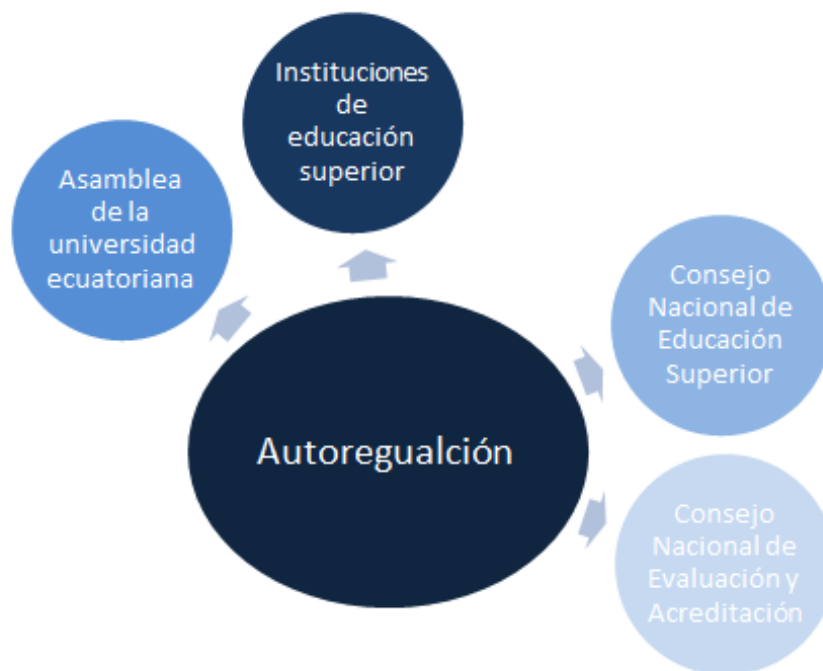 Instituciones
de
educación
superior
Asamblea
de la
universidad
ecuatoriana
Consejo
Nacional de
Educación
Superior
Autoregualción
Consejo
Nacional de
Evaluación y
Acreditación